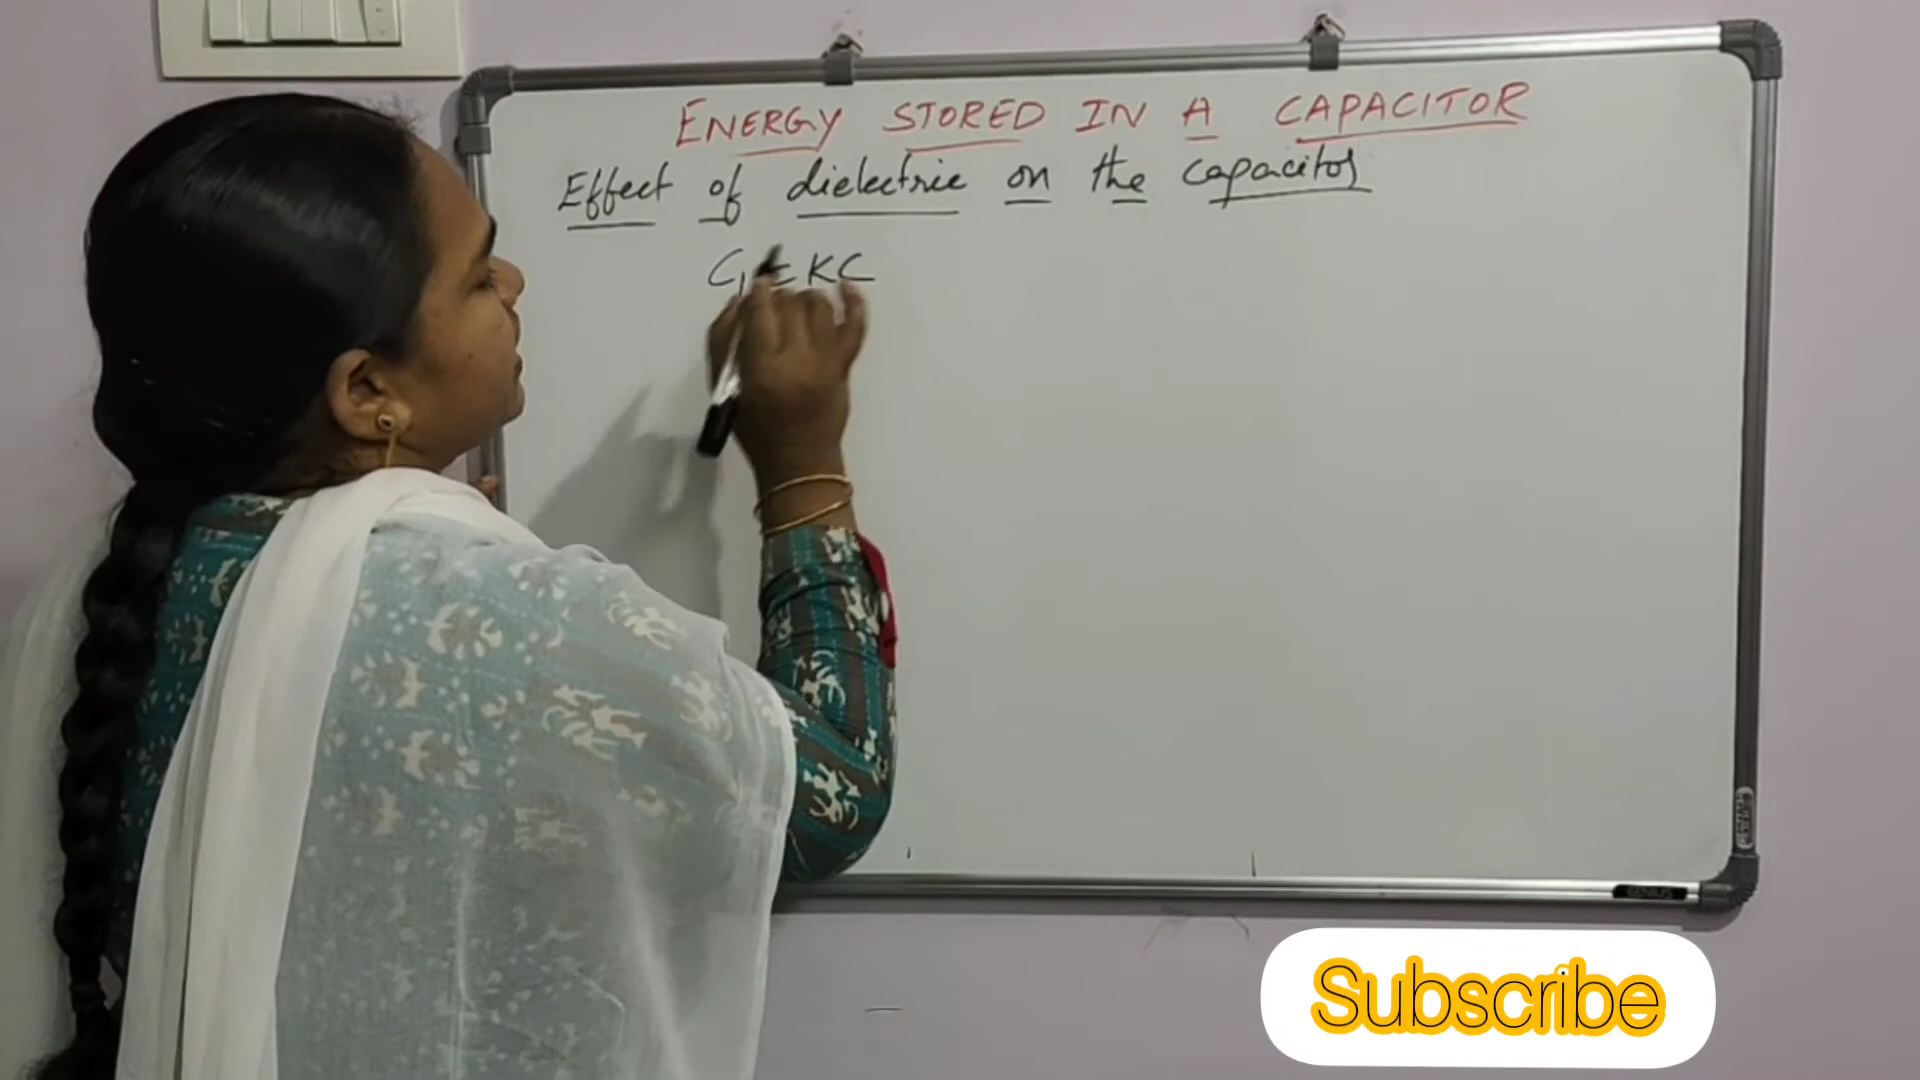 ENERGY STORED IN A CAPACITOR
Effect of dielectric on the capacitor
C₁ = KC
Subscribe